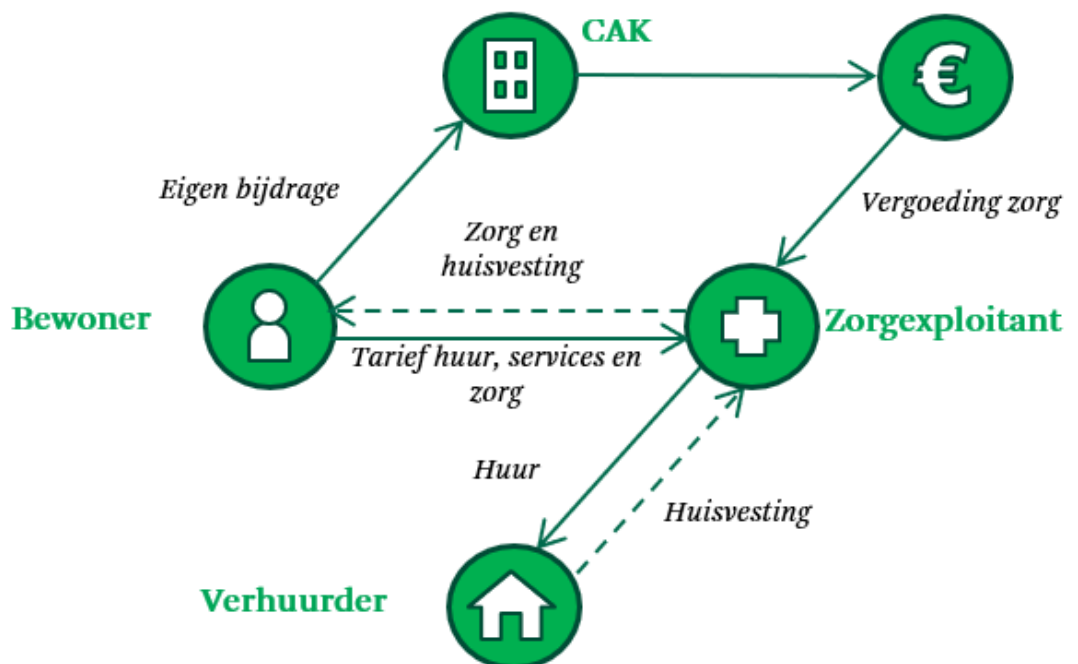 CAK
€
Eigen bijdrage
Vergoeding zorg
Zorg en
huisvesting
Bewoner
Zorgexploitant
Tarief huur, services en
zorg
Huur
Huisvesting
Verhuurder